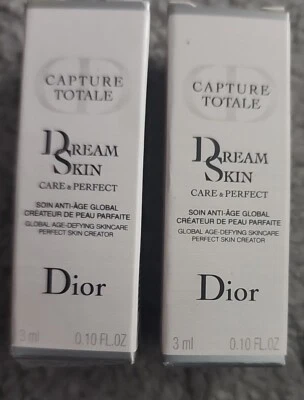 CAPTURE
TOTALE
DREAM
SKIN
CARE & PERFECT
SOIN ANTI-ÂGE GLOBAL
CRÉATEUR DE PEAU PARFAITE
GLOBAL AGE-DEFYING SKINCARE
PERFECT SKIN CREATOR
Dior
3 ml 0.10 FL.OZ
CAPTURE
TOTALE
DREAM
SKIN
CARE & PERFECT
SOIN ANTI-ÂGE GLOBAL
CRÉATEUR DE PEAU PARFAITE
GLOBAL AGE-DEFYING SKINCARE
PERFECT SKIN CREATOR
Dior
3 ml 0.10 FL.OZ